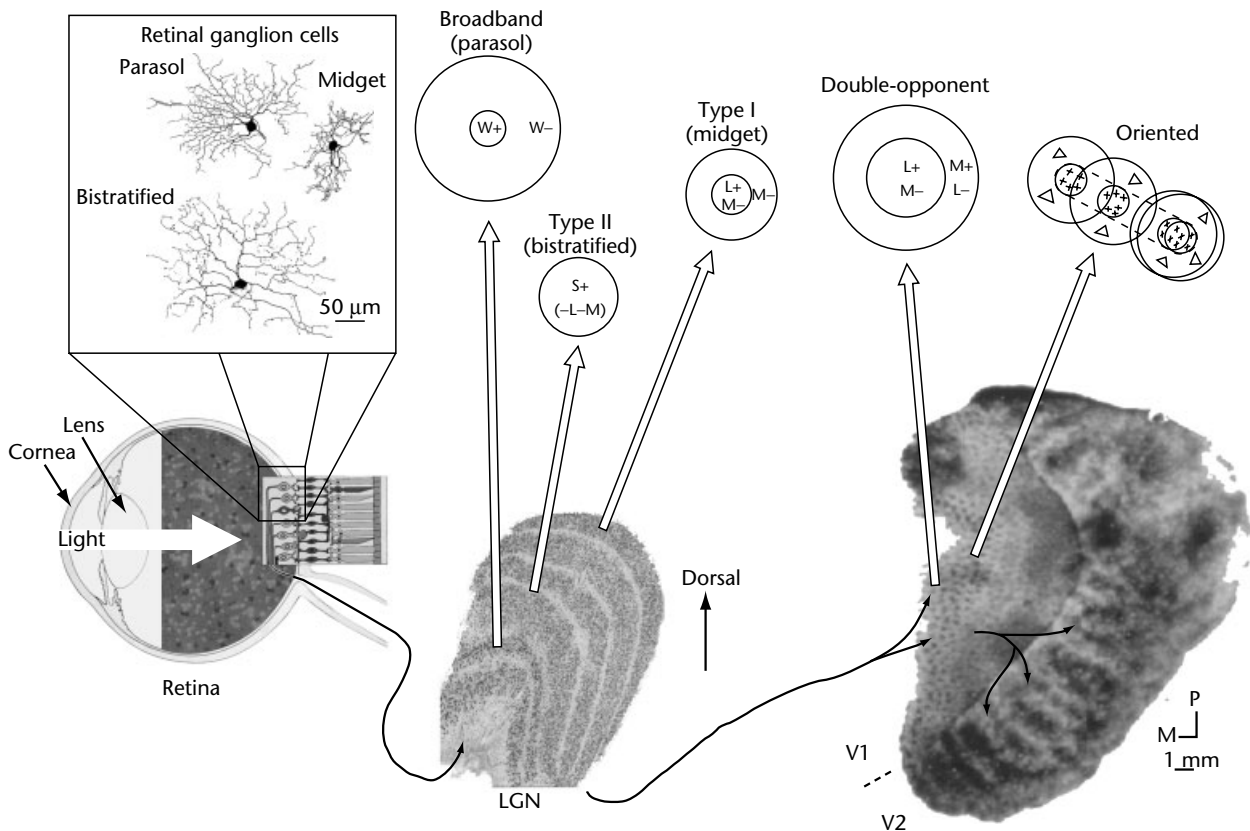 Retinal ganglion cells
Parasol
Midget
Bistratified
50 μm
Broadband
(parasol)
W+
W–
Type II
(bistratified)
S+
(–L–M)
Type I
(midget)
L+
M–
M–
Double-opponent
L+
M–
M+
L–
Oriented
Lens
Cornea
Light
Retina
Dorsal
LGN
V1
V2
P
M
1 mm